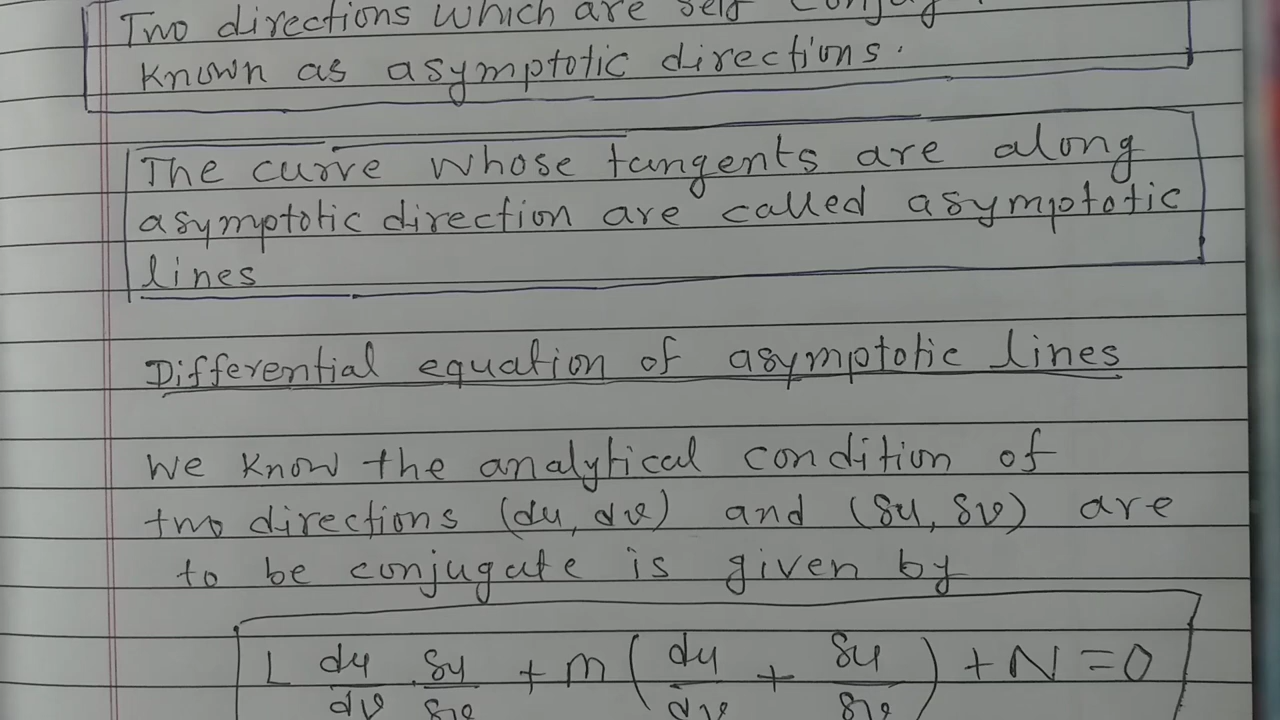 Two directions which are self
known as asymptotic directions.
The curve whose tangents are along
asymptotic direction are called asymptotic
lines
Differential equation of asymptotic lines
We know the analytical condition of
two directions (du, dv) and (δu, δv) are
to be conjugate is given by
L du/dv . δu/δv + m (du/dv + δu/δv) + N = 0